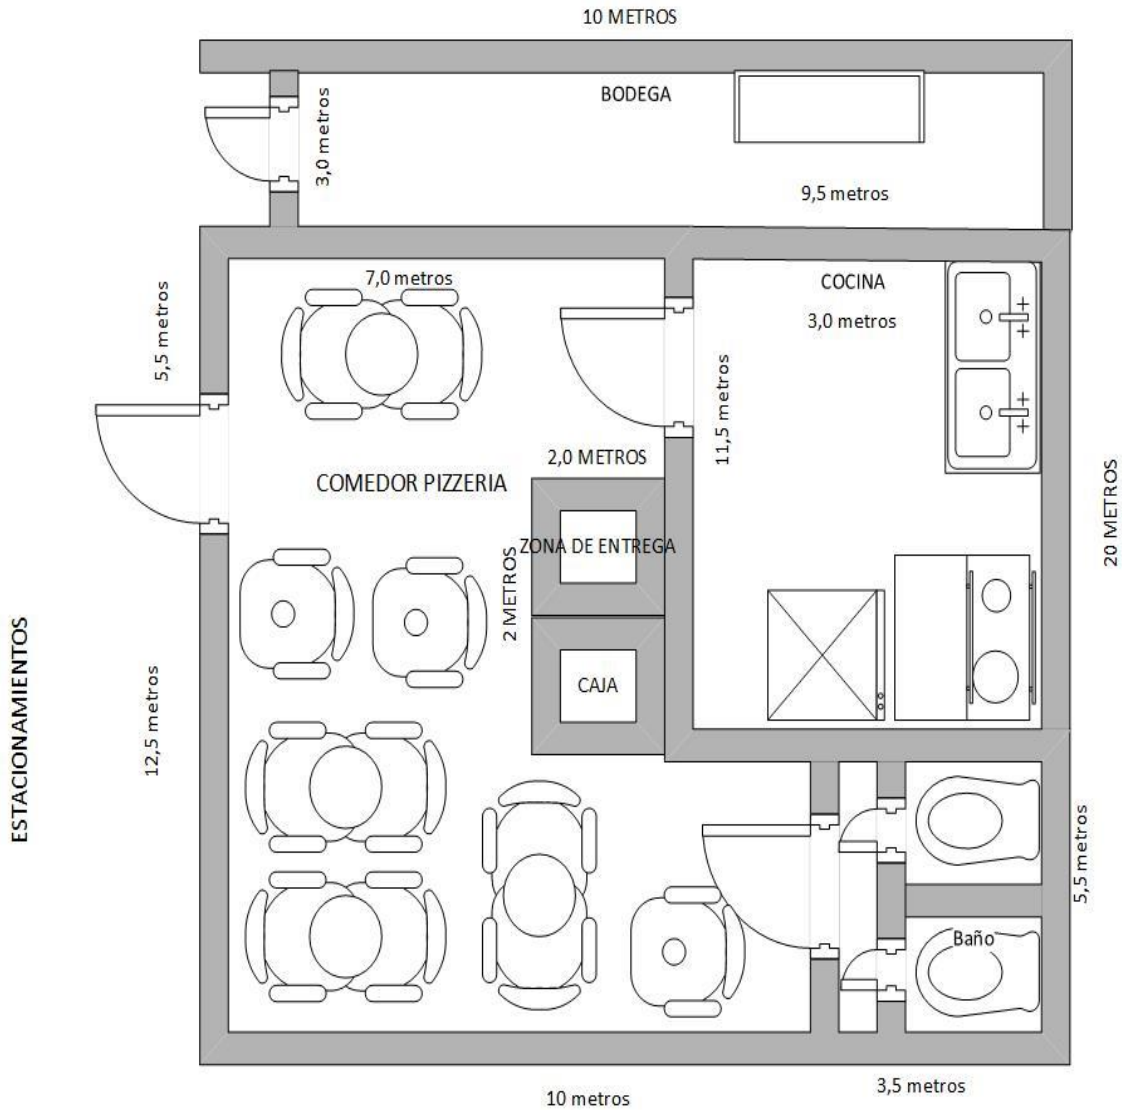 10 METROS
BODEGA
3,0 metros
9,5 metros
7,0 metros
COCINA
3,0 metros
5,5 metros
11,5 metros
2,0 METROS
COMEDOR PIZZERIA
20 METROS
ZONA DE ENTREGA
2 METROS
CAJA
ESTACIONAMIENTOS
12,5 metros
5,5 metros
Baño
3,5 metros
10 metros